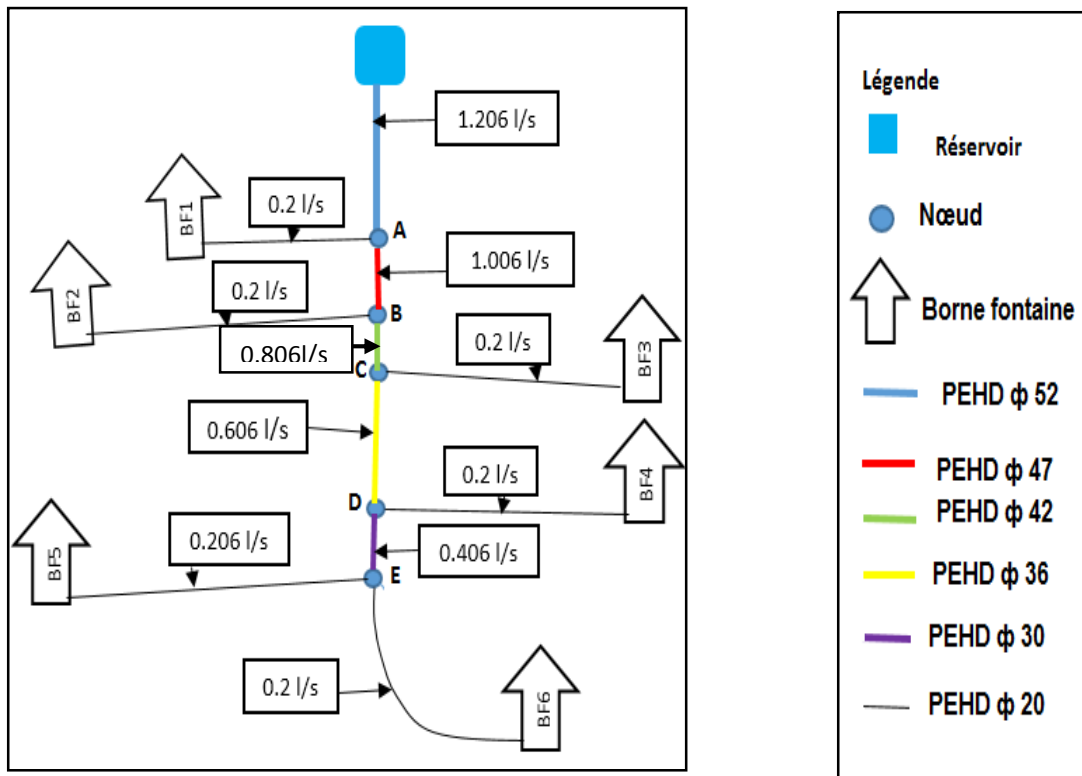 1.206 l/s
BF1
0.2 l/s
A
1.006 l/s
BF2
0.2 l/s
B
0.806l/s
C
0.2 l/s
BF3
0.606 l/s
0.2 l/s
BF4
D
BF5
0.206 l/s
0.406 l/s
E
0.2 l/s
BF6
Légende
Réservoir
Nœud
Borne fontaine
PEHD ф 52
PEHD ф 47
PEHD ф 42
PEHD ф 36
PEHD ф 30
PEHD ф 20